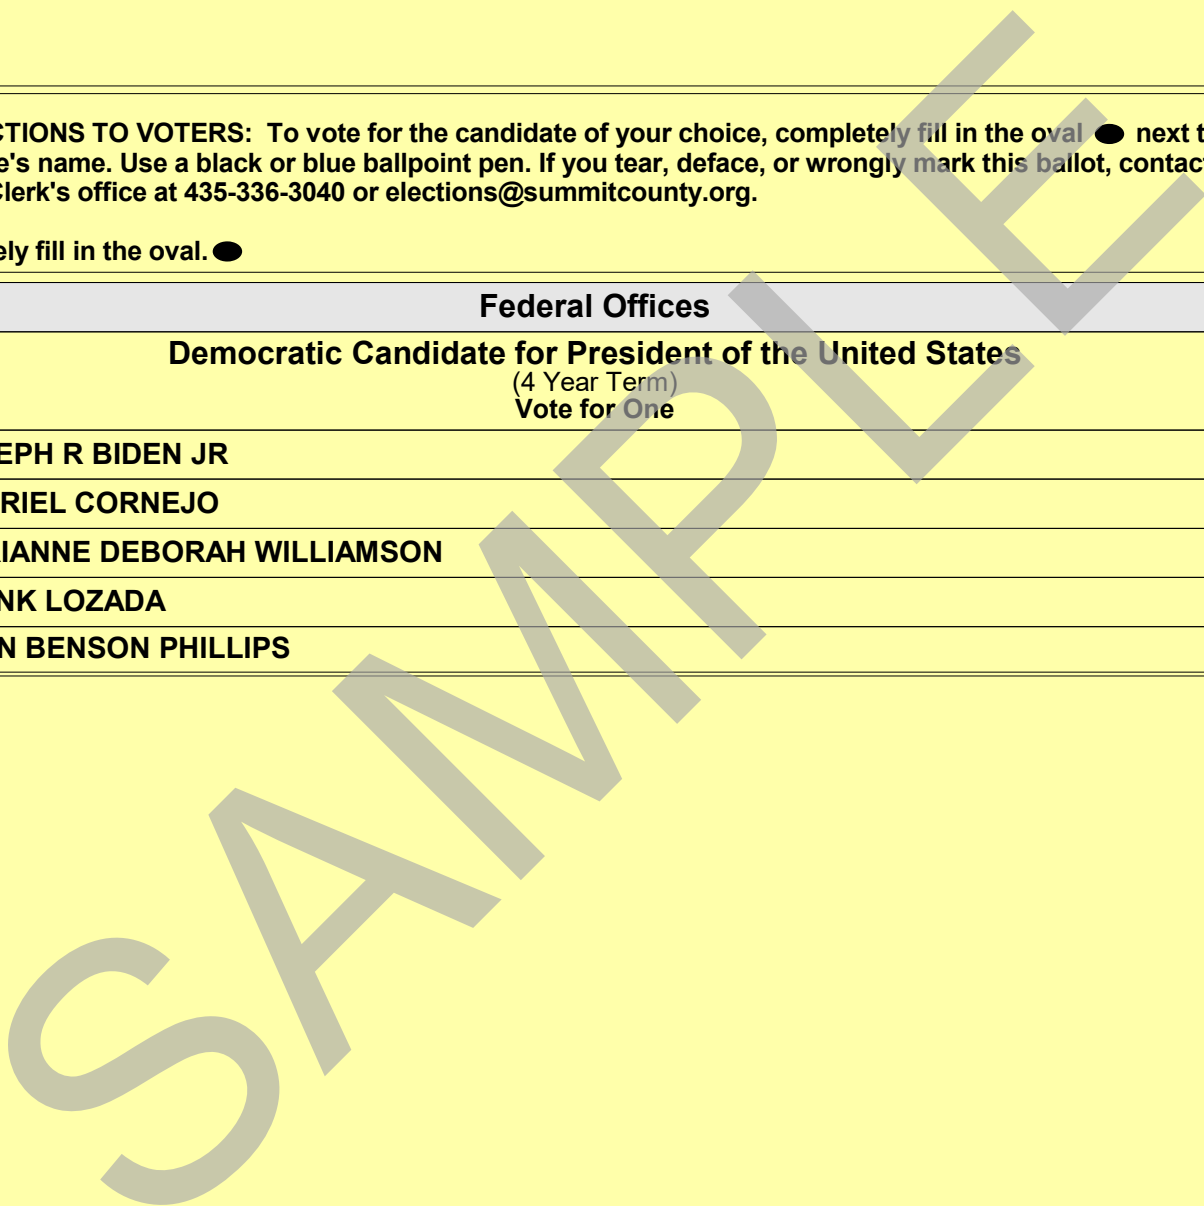 CTIONS TO VOTERS: To vote for the candidate of your choice, completely fill in the oval next t
e's name. Use a black or blue ballpoint pen. If you tear, deface, or wrongly mark this ballot, contac
Clerk's office at 435-336-3040 or elections@summitcounty.org.
ely fill in the oval.
Federal Offices
Democratic Candidate for President of the United States
(4 Year Term)
Vote for One
EPH R BIDEN JR
RIEL CORNEJO
IANNE DEBORAH WILLIAMSON
NK LOZADA
N BENSON PHILLIPS
SAMPLE